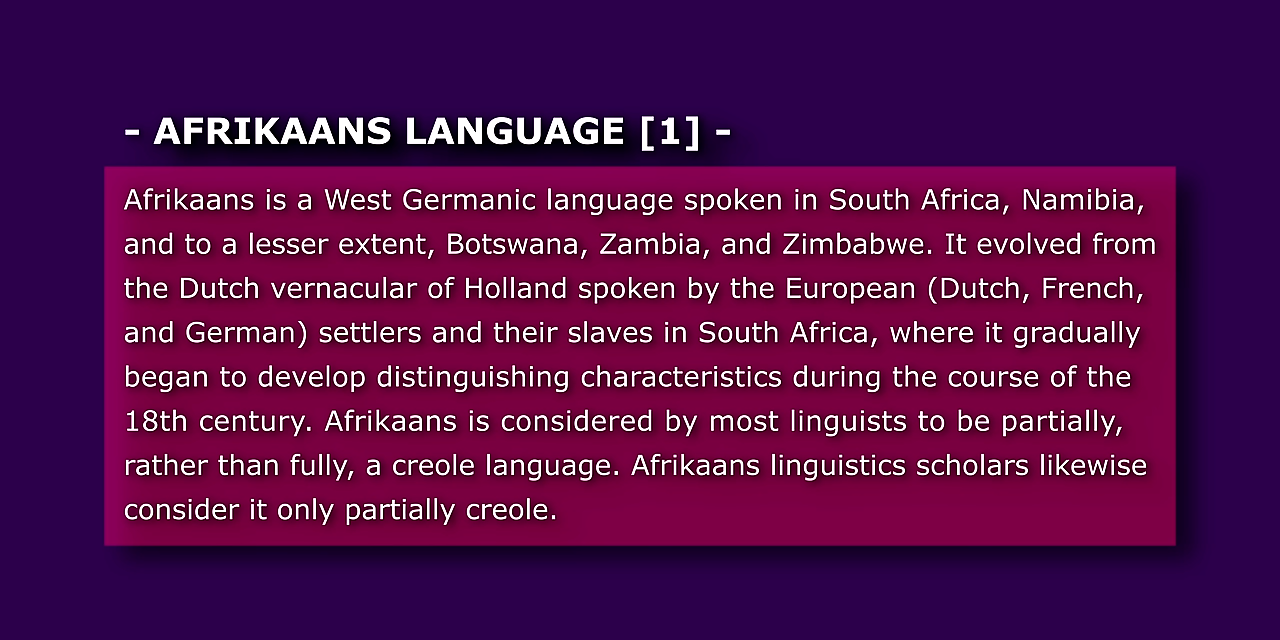 - AFRIKAANS LANGUAGE [1] -
Afrikaans is a West Germanic language spoken in South Africa, Namibia,
and to a lesser extent, Botswana, Zambia, and Zimbabwe. It evolved from
the Dutch vernacular of Holland spoken by the European (Dutch, French,
and German) settlers and their slaves in South Africa, where it gradually
began to develop distinguishing characteristics during the course of the
18th century. Afrikaans is considered by most linguists to be partially,
rather than fully, a creole language. Afrikaans linguistics scholars likewise
consider it only partially creole.